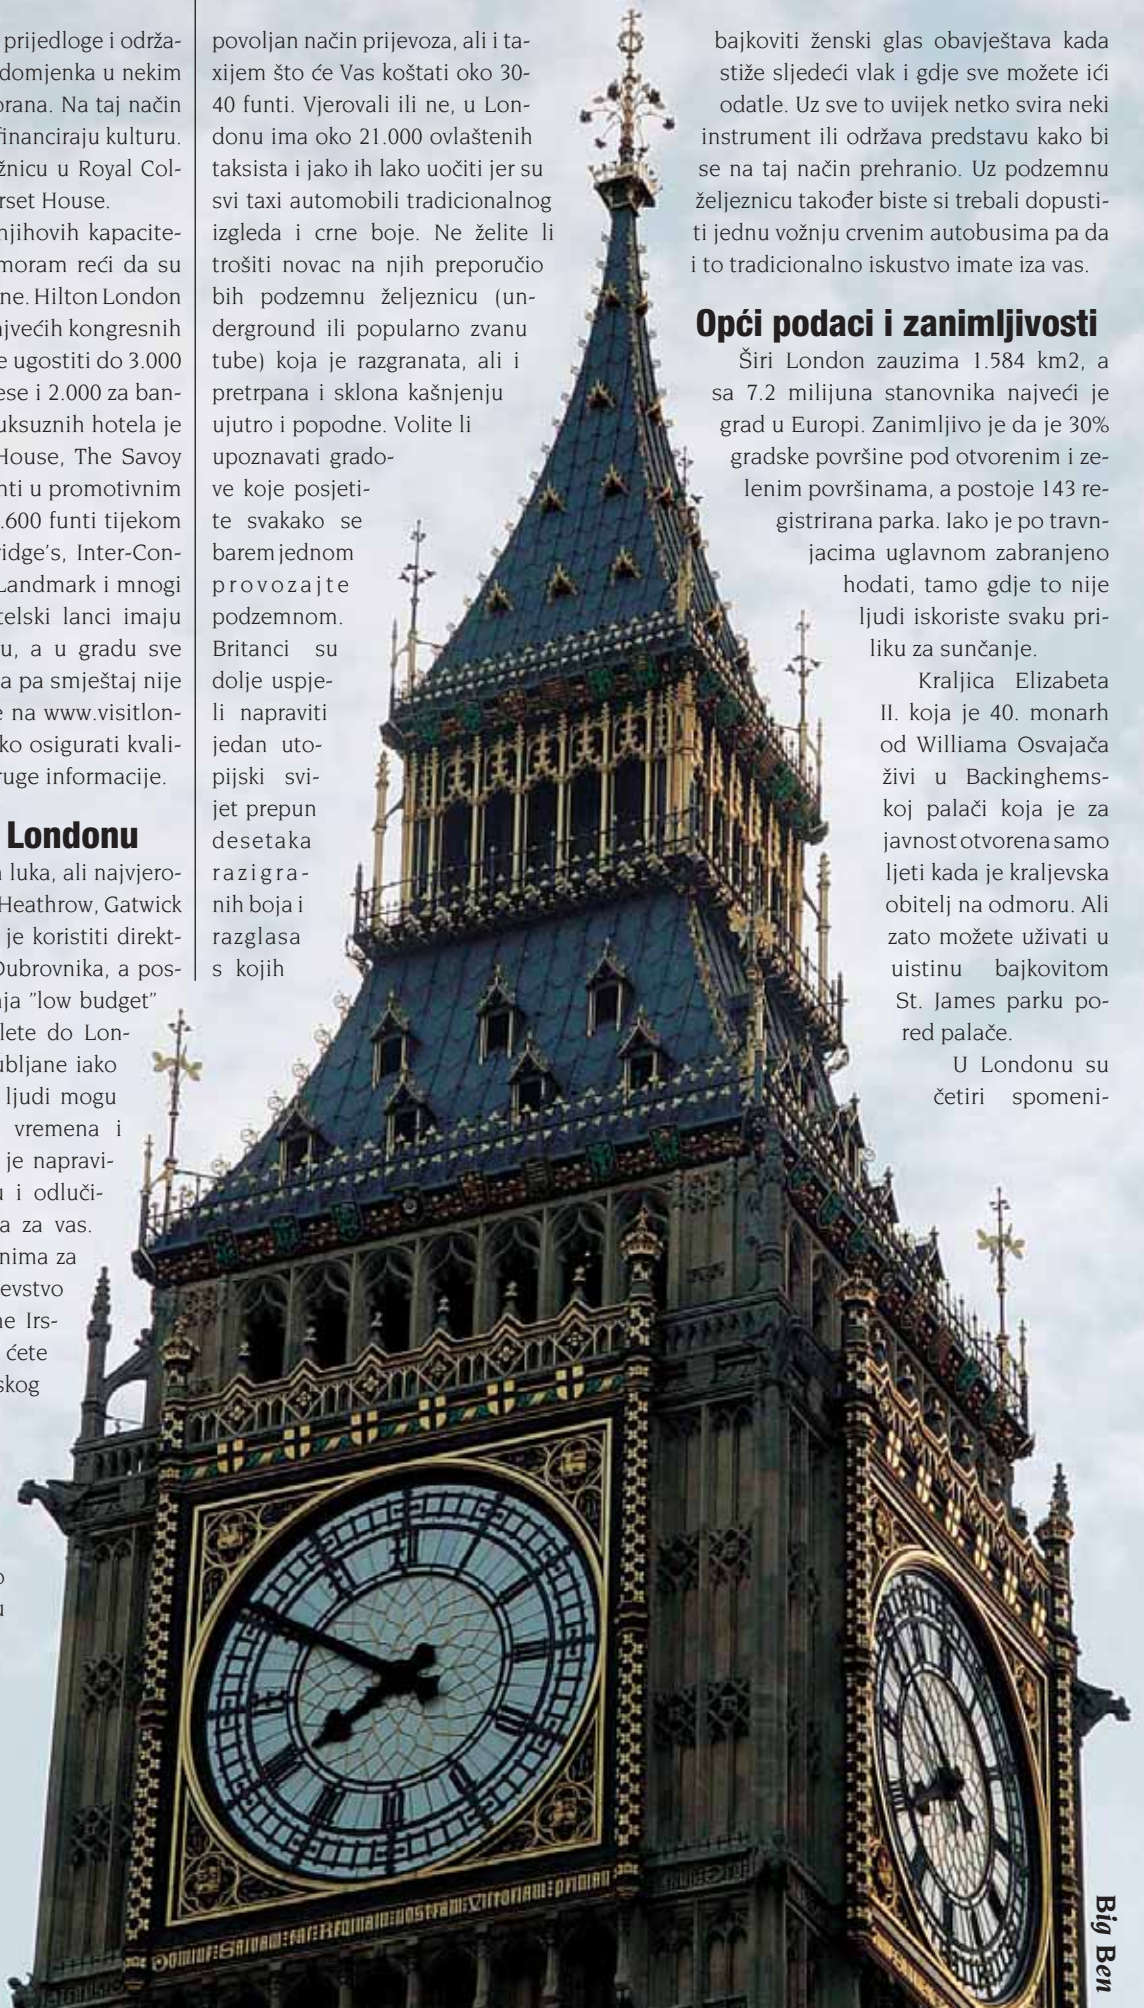 prijedloge i održa-
domjenka u nekim
orana. Na taj način
financiraju kulturu.
žnicu u Royal Col-
rset House.
njihovih kapacite-
moram reći da su
ne. Hilton London
ajvećih kongresnih
e ugostiti do 3.000
ese i 2.000 za ban-
uksuznih hotela je
House, The Savoy
nti u promotivnim
.600 funti tijekom
ridge's, Inter-Con-
Landmark i mnogi
telski lanci imaju
u, a u gradu sve
a pa smještaj nije
e na www.visitlon-
ko osigurati kvali-
ruge informacije.
Londonu
luka, ali najvjero-
Heathrow, Gatwick
je koristiti direkt-
Dubrovnika, a pos-
nja "low budget"
lete do Lon-
ubljane iako
ljudi mogu
vremena i
je napravi-
u i odluči-
a za vas.
nima za
evstvo
ne Irs-
ćete
skog
o
u
povoljan način prijevoza, ali i ta-
xijem što će Vas koštati oko 30-
40 funti. Vjerovali ili ne, u Lon-
donu ima oko 21.000 ovlaštenih
taksista i jako ih lako uočiti jer su
svi taxi automobili tradicionalnog
izgleda i crne boje. Ne želite li
trošiti novac na njih preporučio
bih podzemnu željeznicu (un-
derground ili popularno zvanu
tube) koja je razgranata, ali i
pretrpana i sklona kašnjenju
ujutro i popodne. Volite li
upoznavati grado-
ve koje posjeti-
te svakako se
barem jednom
provozajte
podzemnom.
Britanci su
dolje uspje-
li napraviti
jedan uto-
pijski svi-
jet prepun
desetaka
razigra-
nih boja i
razglasa
s kojih
bajkoviti ženski glas obavještava kada
stiže sljedeći vlak i gdje sve možete ići
odatle. Uz sve to uvijek netko svira neki
instrument ili održava predstavu kako bi
se na taj način prehranio. Uz podzemnu
željeznicu također biste si trebali dopusti-
ti jednu vožnju crvenim autobusima pa da
i to tradicionalno iskustvo imate iza vas.
Opći podaci i zanimljivosti
Širi London zauzima 1.584 km2, a
sa 7.2 milijuna stanovnika najveći je
grad u Europi. Zanimljivo je da je 30%
gradske površine pod otvorenim i ze-
lenim površinama, a postoje 143 re-
gistrirana parka. Iako je po travn-
jacima uglavnom zabranjeno
hodati, tamo gdje to nije
ljudi iskoriste svaku pri-
liku za sunčanje.
Kraljica Elizabeta
II. koja je 40. monarh
od Williama Osvajača
živi u Backinghems-
koj palači koja je za
javnost otvorena samo
ljeti kada je kraljevska
obitelj na odmoru. Ali
zato možete uživati u
uistinu bajkovitom
St. James parku po-
red palače.
U Londonu su
četiri spomeni-
Big Ben